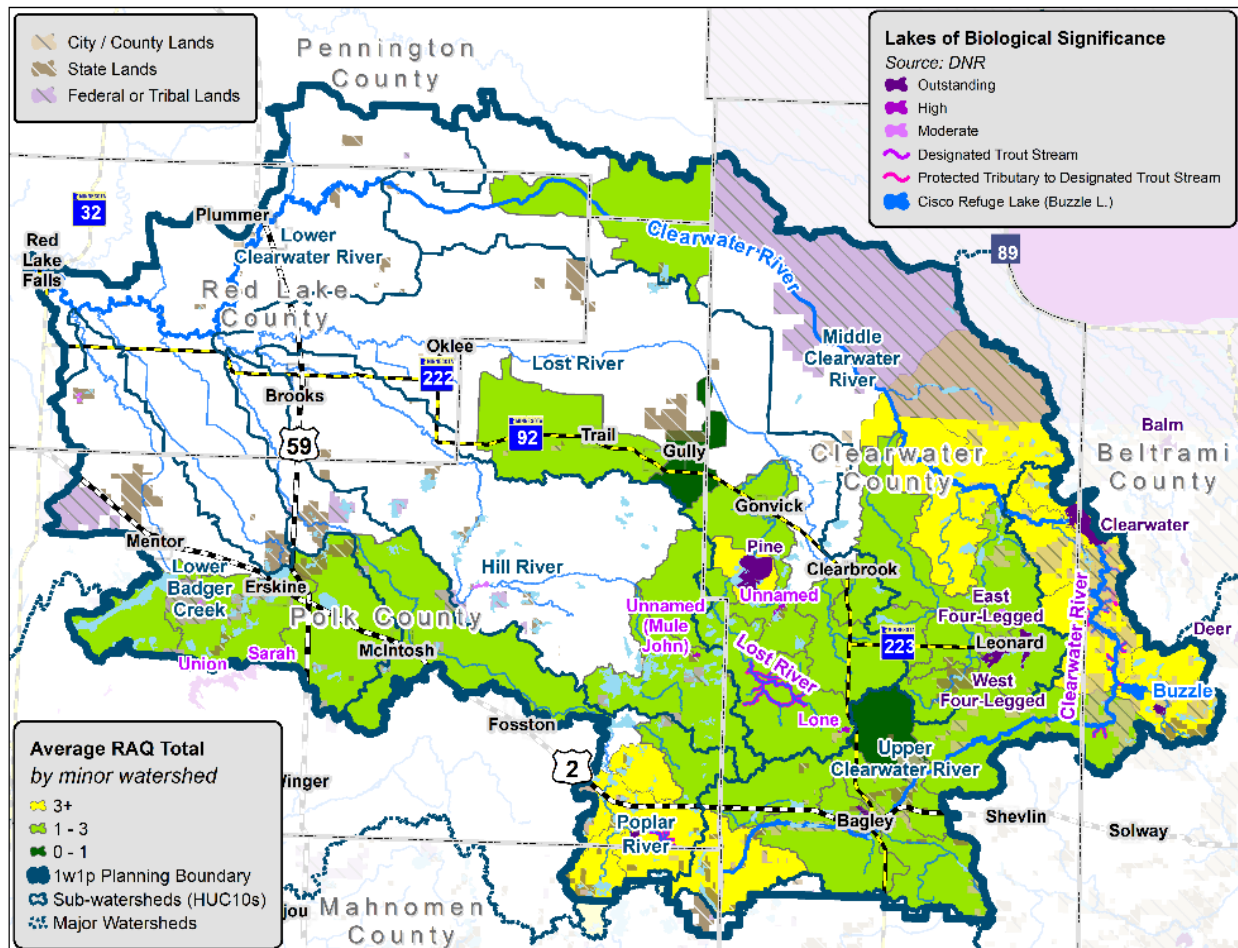 City / County Lands
State Lands
Federal or Tribal Lands
Pennington
County
Lakes of Biological Significance
Source: DNR
Outstanding
High
Moderate
Designated Trout Stream
Protected Tributary to Designated Trout Stream
Cisco Refuge Lake (Buzzle L.)
32
Plummer
Red
Lake
Falls
Lower
Clearwater River
Clearwater River
89
Red Lake
County
Middle
Clearwater
River
Oklee
222
Lost River
Brooks
59
92
Trail
Gully
Clearwater
County
Balm
Beltrami
County
Gonvick
Clearwater
Mentor
Pine
Clearbrook
Lower
Badger
Creek
Erskine
Hill River
Unnamed
Polk County
Unnamed
(Mule
John)
East
Four-Legged
Clearwater River
Deer
McIntosh
Lost River
223
Leonard
Union
Sarah
West
Four-Legged
Buzzle
Fosston
Lone
Upper
Clearwater River
2
Average RAQ Total
by minor watershed
3+
1 - 3
0 - 1
1w1p Planning Boundary
Sub-watersheds (HUC10s)
Major Watersheds
Poplar
River
Bagley
Shevlin
Solway
Mahnomen
County